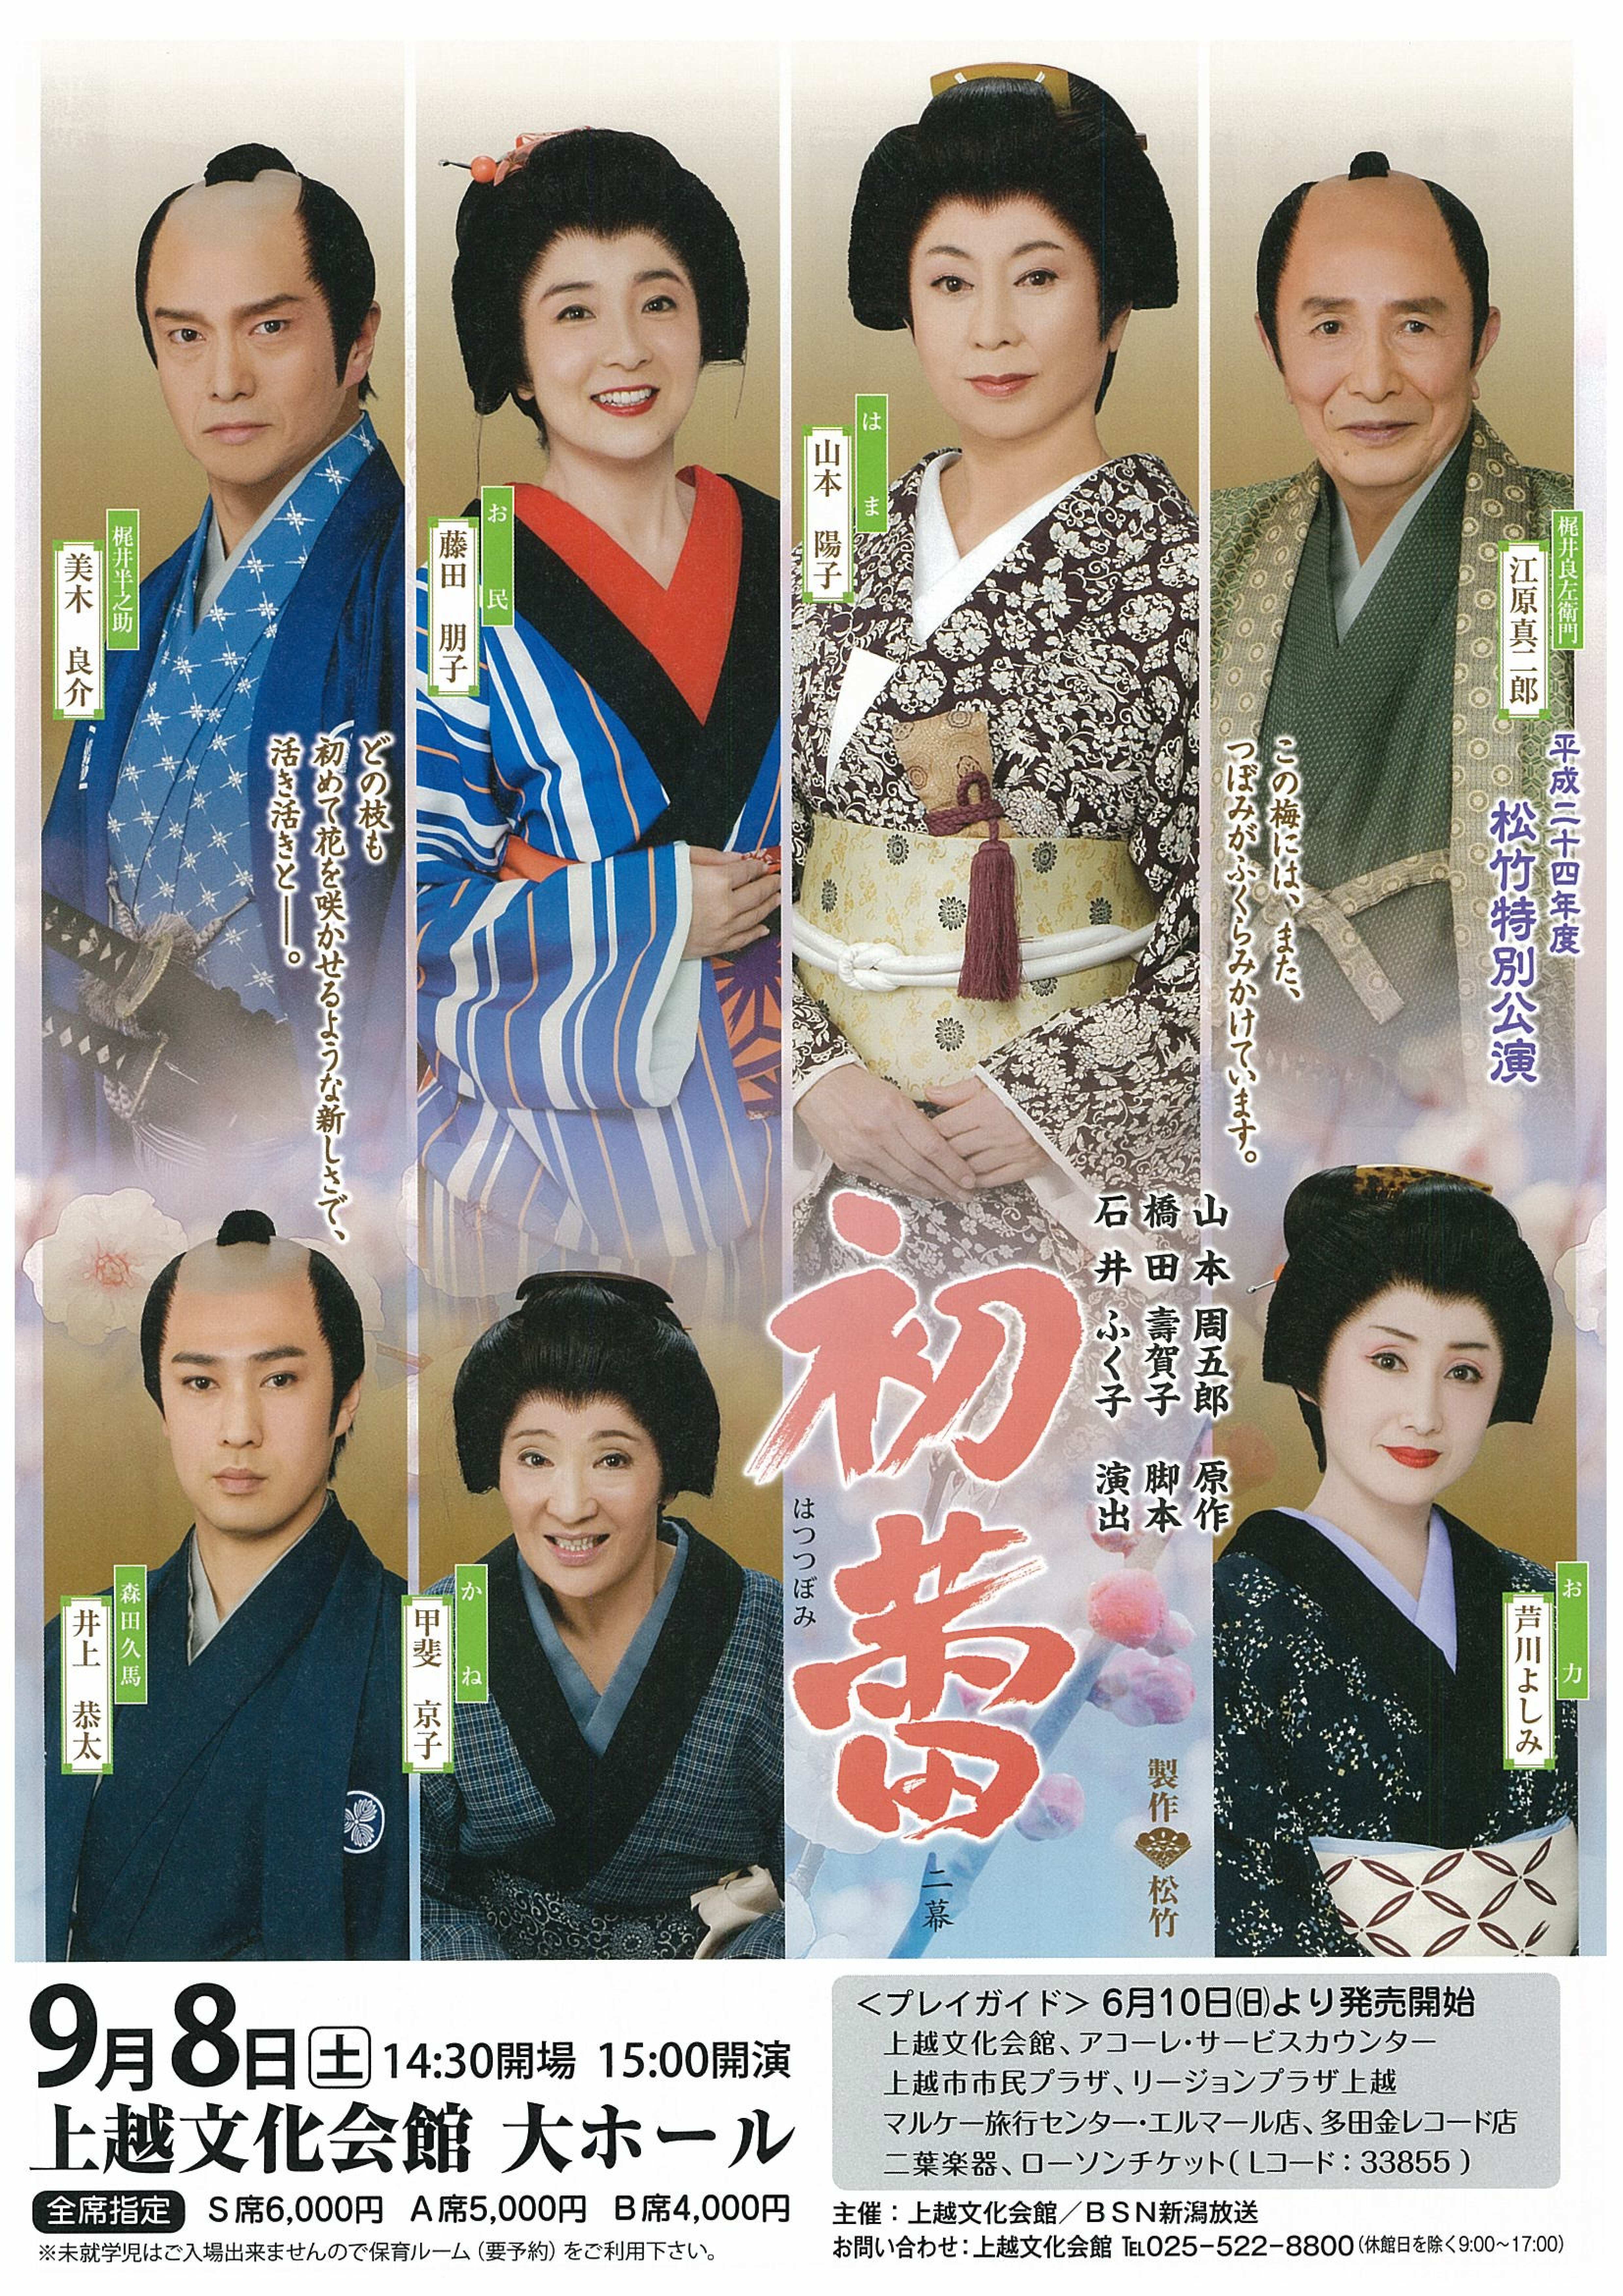 平成二十四年度
松竹特別公演
梶井良左衛門
江原真二郎
はま
山本 陽子
お民
藤田 朋子
梶井半之助
美木 良介
この梅には、また、
つぼみがふくらみかけています。
どの枝も
初めて花を咲かせるような新しさで、
活き活きと——。
山本周五郎 原作
橋田壽賀子 脚本
石井ふく子 演出
初蕾
はつつぼみ
二幕
製作 松竹
お力
芦川よしみ
かね
甲斐 京子
森田久馬
井上 恭太
9月8日土 14:30開場 15:00開演
上越文化会館 大ホール
全席指定 S席6,000円 A席5,000円 B席4,000円
※未就学児はご入場出来ませんので保育ルーム(要予約)をご利用下さい。
<プレイガイド> 6月10日(日)より発売開始
上越文化会館、アコーレ・サービスカウンター
上越市市民プラザ、リージョンプラザ上越
マルケー旅行センター・エルマール店、多田金レコード店
二葉楽器、ローソンチケット(Lコード:33855)
主催:上越文化会館/BSN新潟放送
お問い合わせ:上越文化会館 ℡025-522-8800(休館日を除く9:00~17:00)